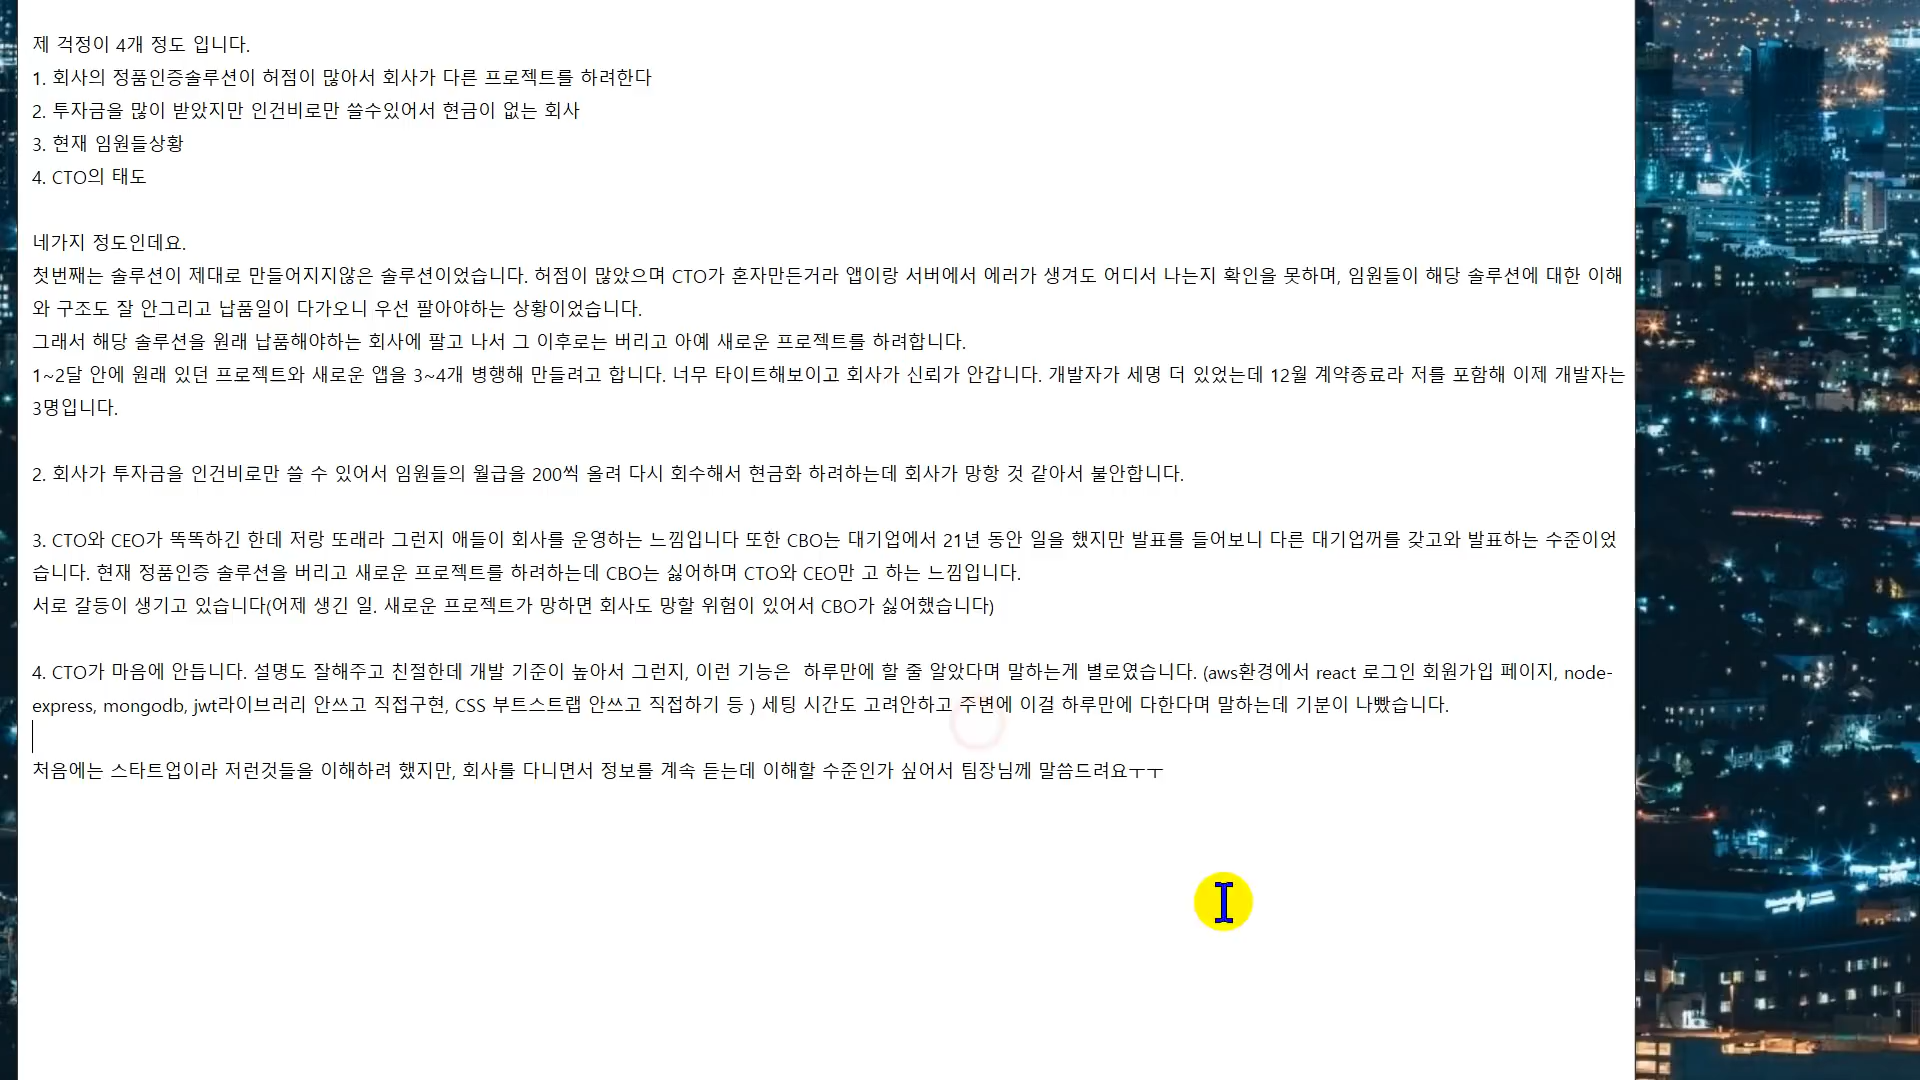 제 걱정이 4개 정도 입니다.
1. 회사의 정품인증솔루션이 허점이 많아서 회사가 다른 프로젝트를 하려한다
2. 투자금을 많이 받았지만 인건비로만 쓸수있어서 현금이 없는 회사
3. 현재 임원들상황
4. CTO의 태도
네가지 정도인데요.
첫번째는 솔루션이 제대로 만들어지지않은 솔루션이었습니다. 허점이 많았으며 CTO가 혼자만든거라 앱이랑 서버에서 에러가 생겨도 어디서 나는지 확인을 못하며, 임원들이 해당 솔루션에 대한 이해
와 구조도 잘 안그리고 납품일이 다가오니 우선 팔아야하는 상황이었습니다.
그래서 해당 솔루션을 원래 납품해야하는 회사에 팔고 나서 그 이후로는 버리고 아예 새로운 프로젝트를 하려합니다.
1~2달 안에 원래 있던 프로젝트와 새로운 앱을 3~4개 병행해 만들려고 합니다. 너무 타이트해보이고 회사가 신뢰가 안갑니다. 개발자가 세명 더 있었는데 12월 계약종료라 저를 포함해 이제 개발자는
3명입니다.
2. 회사가 투자금을 인건비로만 쓸 수 있어서 임원들의 월급을 200씩 올려 다시 회수해서 현금화 하려하는데 회사가 망항 것 같아서 불안합니다.
3. CTO와 CEO가 똑똑하긴 한데 저랑 또래라 그런지 애들이 회사를 운영하는 느낌입니다 또한 CBO는 대기업에서 21년 동안 일을 했지만 발표를 들어보니 다른 대기업꺼를 갖고와 발표하는 수준이었
습니다. 현재 정품인증 솔루션을 버리고 새로운 프로젝트를 하려하는데 CBO는 싫어하며 CTO와 CEO만 고 하는 느낌입니다.
서로 갈등이 생기고 있습니다(어제 생긴 일. 새로운 프로젝트가 망하면 회사도 망할 위험이 있어서 CBO가 싫어했습니다)
4. CTO가 마음에 안듭니다. 설명도 잘해주고 친절한데 개발 기준이 높아서 그런지, 이런 기능은  하루만에 할 줄 알았다며 말하는게 별로였습니다. (aws환경에서 react 로그인 회원가입 페이지, node-
express, mongodb, jwt라이브러리 안쓰고 직접구현, CSS 부트스트랩 안쓰고 직접하기 등 ) 세팅 시간도 고려안하고 주변에 이걸 하루만에 다한다며 말하는데 기분이 나빴습니다.
처음에는 스타트업이라 저런것들을 이해하려 했지만, 회사를 다니면서 정보를 계속 듣는데 이해할 수준인가 싶어서 팀장님께 말씀드려요ㅜㅜ